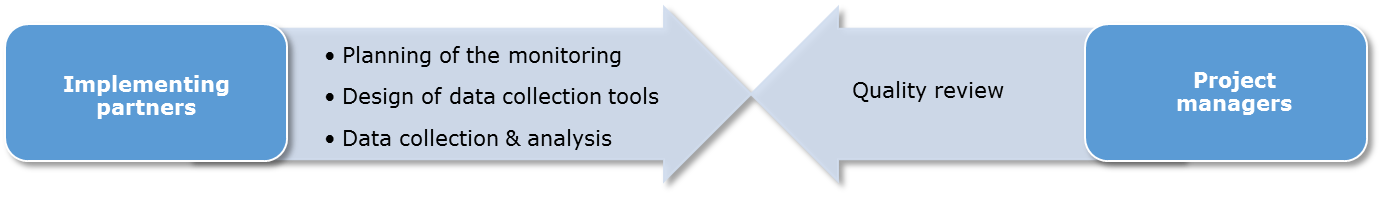 Implementing
partners
• Planning of the monitoring
• Design of data collection tools
• Data collection & analysis
Quality review
Project
managers